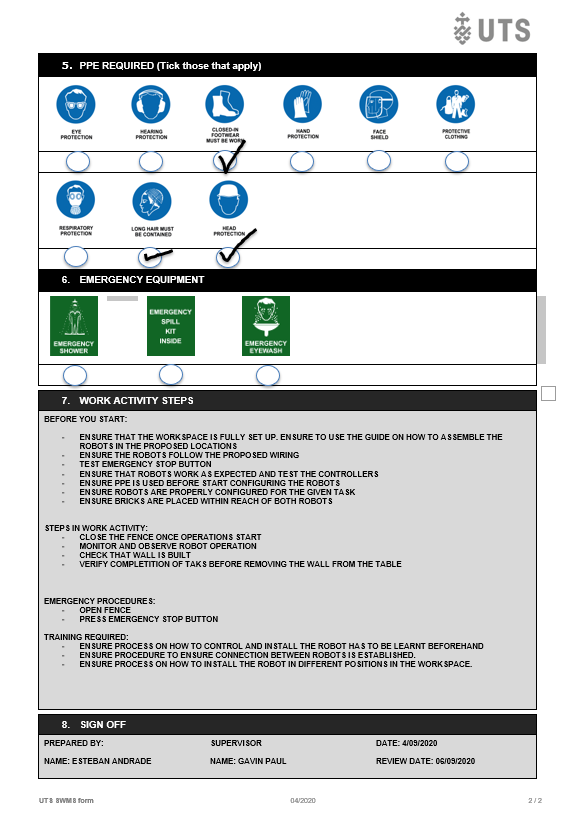 UTS
5. PPE REQUIRED (Tick those that apply)
EYE
PROTECTION
HEARING
PROTECTION
CLOSED-IN
FOOTWEAR
MUST BE WORN
HAND
PROTECTION
FACE
SHIELD
PROTECTIVE
CLOTHING
RESPIRATORY
PROTECTION
LONG HAIR MUST
BE CONTAINED
HEAD
PROTECTION
6. EMERGENCY EQUIPMENT
EMERGENCY
SHOWER
EMERGENCY
SPILL
KIT
INSIDE
EMERGENCY
EYEWASH
7. WORK ACTIVITY STEPS
BEFORE YOU START:
- ENSURE THAT THE WORKSPACE IS FULLY SET UP. ENSURE TO USE THE GUIDE ON HOW TO ASSEMBLE THE
ROBOTS IN THE PROPOSED LOCATIONS
- ENSURE THE ROBOTS FOLLOW THE PROPOSED WIRING
- TEST EMERGENCY STOP BUTTON
- ENSURE THAT ROBOTS WORK AS EXPECTED AND TEST THE CONTROLLERS
- ENSURE PPE IS USED BEFORE START CONFIGURING THE ROBOTS
- ENSURE ROBOTS ARE PROPERLY CONFIGURED FOR THE GIVEN TASK
- ENSURE BRICKS ARE PLACED WITHIN REACH OF BOTH ROBOTS
STEPS IN WORK ACTIVITY:
- CLOSE THE FENCE ONCE OPERATIONS START
- MONITOR AND OBSERVE ROBOT OPERATION
- CHECK THAT WALL IS BUILT
- VERIFY COMPLETITION OF TAKS BEFORE REMOVING THE WALL FROM THE TABLE
EMERGENCY PROCEDURES:
- OPEN FENCE
- PRESS EMERGENCY STOP BUTTON
TRAINING REQUIRED:
- ENSURE PROCESS ON HOW TO CONTROL AND INSTALL THE ROBOT HAS TO BE LEARNT BEFOREHAND
- ENSURE PROCEDURE TO ENSURE CONNECTION BETWEEN ROBOTS IS ESTABLISHED.
- ENSURE PROCESS ON HOW TO INSTALL THE ROBOT IN DIFFERENT POSITIONS IN THE WORKSPACE.
8. SIGN OFF
PREPARED BY: SUPERVISOR DATE: 4/09/2020
NAME: ESTEBAN ANDRADE NAME: GAVIN PAUL REVIEW DATE: 06/09/2020
UTS SWMS form 04/2020 2 / 2